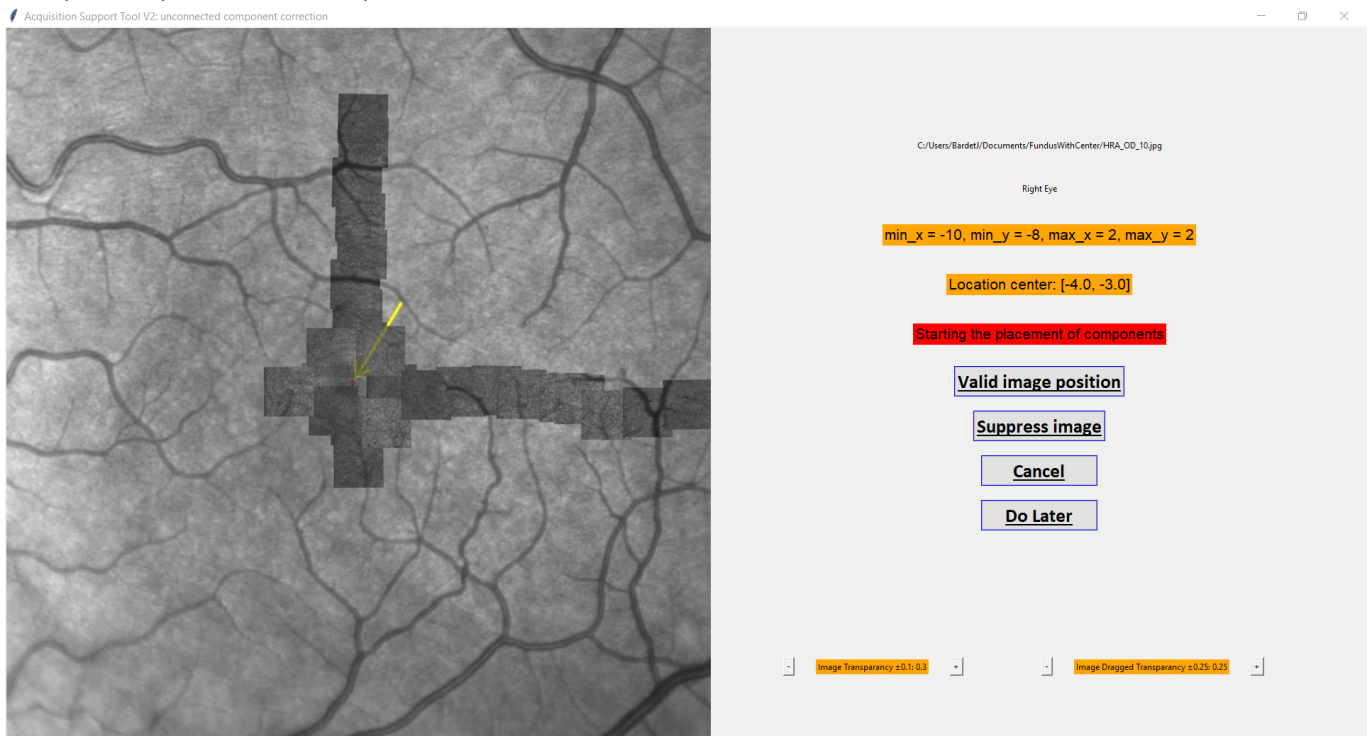 Acquisition Support Tool V2: unconnected component correction
C:/Users/BardetJ/Documents/FundusWithCenter/HRA_OD_10.jpg
Right Eye
min_x = -10, min_y = -8, max_x = 2, max_y = 2
Location center: [-4.0, -3.0]
Starting the placement of components
Valid image position
Suppress image
Cancel
Do Later
- Image Transparancy ±0.1: 0.3 + - Image Dragged Transparency ±0.25: 0.25 +